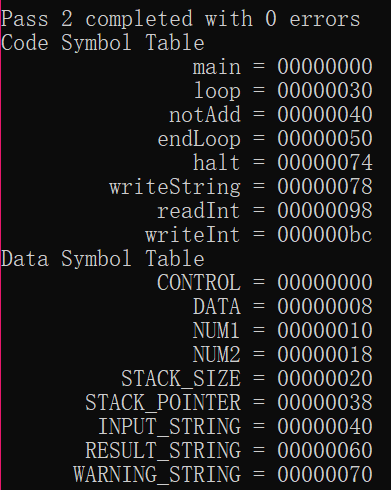 Pass 2 completed with 0 errors
Code Symbol Table
main = 00000000
loop = 00000030
notAdd = 00000040
endLoop = 00000050
halt = 00000074
writeString = 00000078
readInt = 00000098
writeInt = 000000bc
Data Symbol Table
CONTROL = 00000000
DATA = 00000008
NUM1 = 00000010
NUM2 = 00000018
STACK_SIZE = 00000020
STACK_POINTER = 00000038
INPUT_STRING = 00000040
RESULT_STRING = 00000060
WARNING_STRING = 00000070